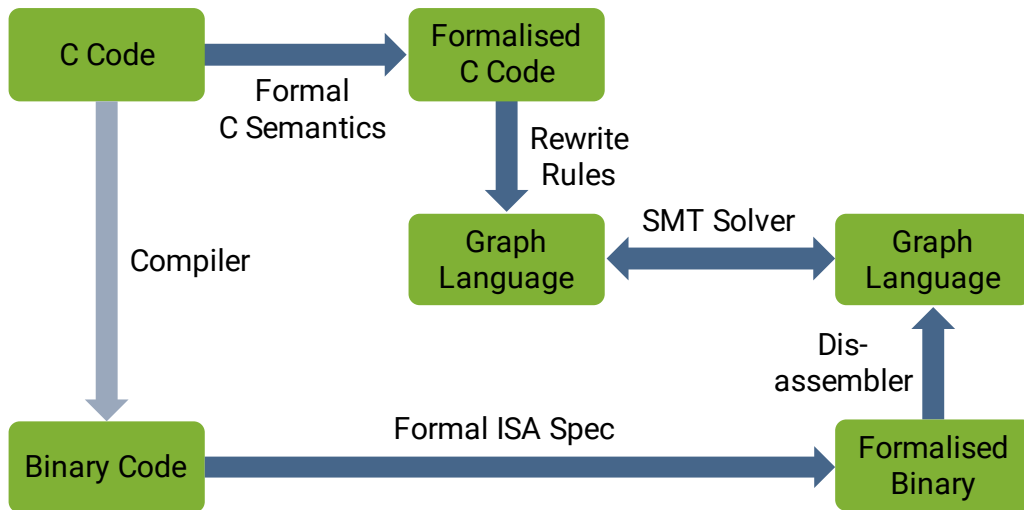 C Code
Formal
C Semantics
Formalised
C Code
Rewrite
Rules
Compiler
Graph
Language
SMT Solver
Graph
Language
Dis-
assembler
Binary Code
Formal ISA Spec
Formalised
Binary